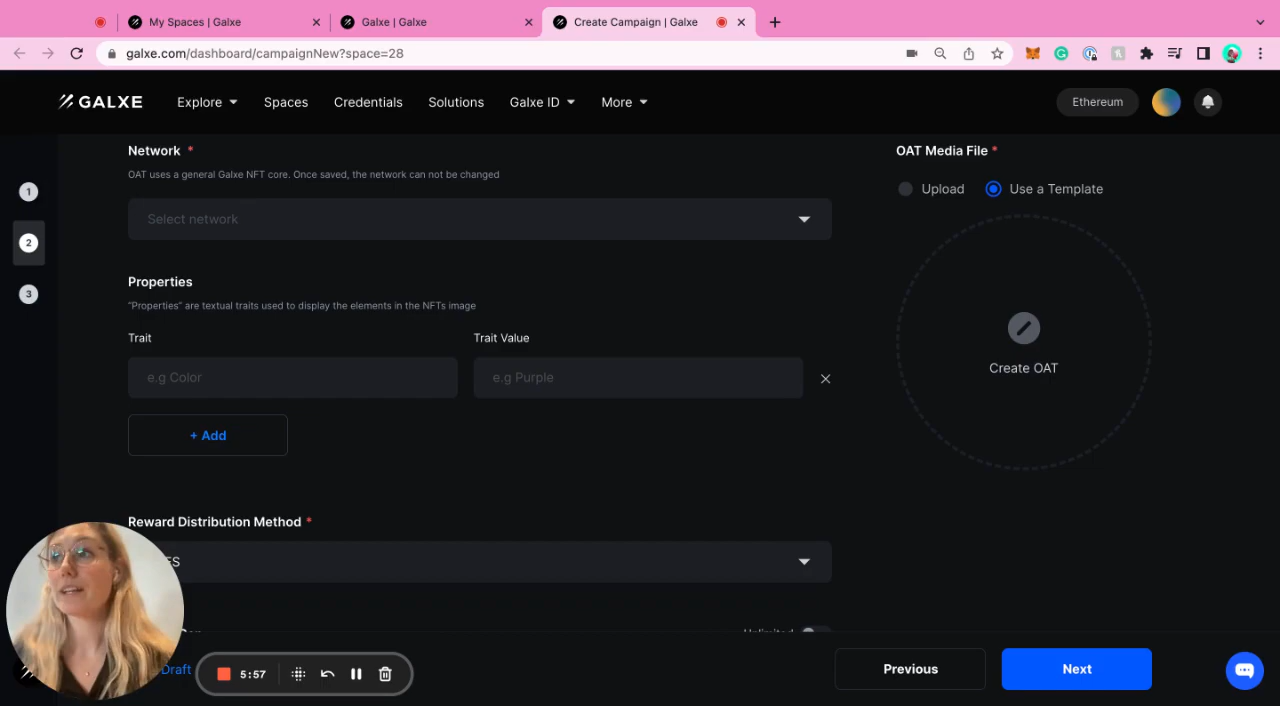 My Spaces | Galxe
Galxe | Galxe
Create Campaign | Galxe
galxe.com/dashboard/campaignNew?space=28
GALXE
Explore
Spaces
Credentials
Solutions
Galxe ID
More
Ethereum
1
2
3
Network *
OAT uses a general Galxe NFT core. Once saved, the network can not be changed
Select network
OAT Media File *
Upload
Use a Template
Create OAT
Properties
"Properties" are textual traits used to display the elements in the NFTs image
Trait
Trait Value
e.g Color
e.g Purple
+ Add
Reward Distribution Method *
Unlimited
Draft
5:57
Previous
Next